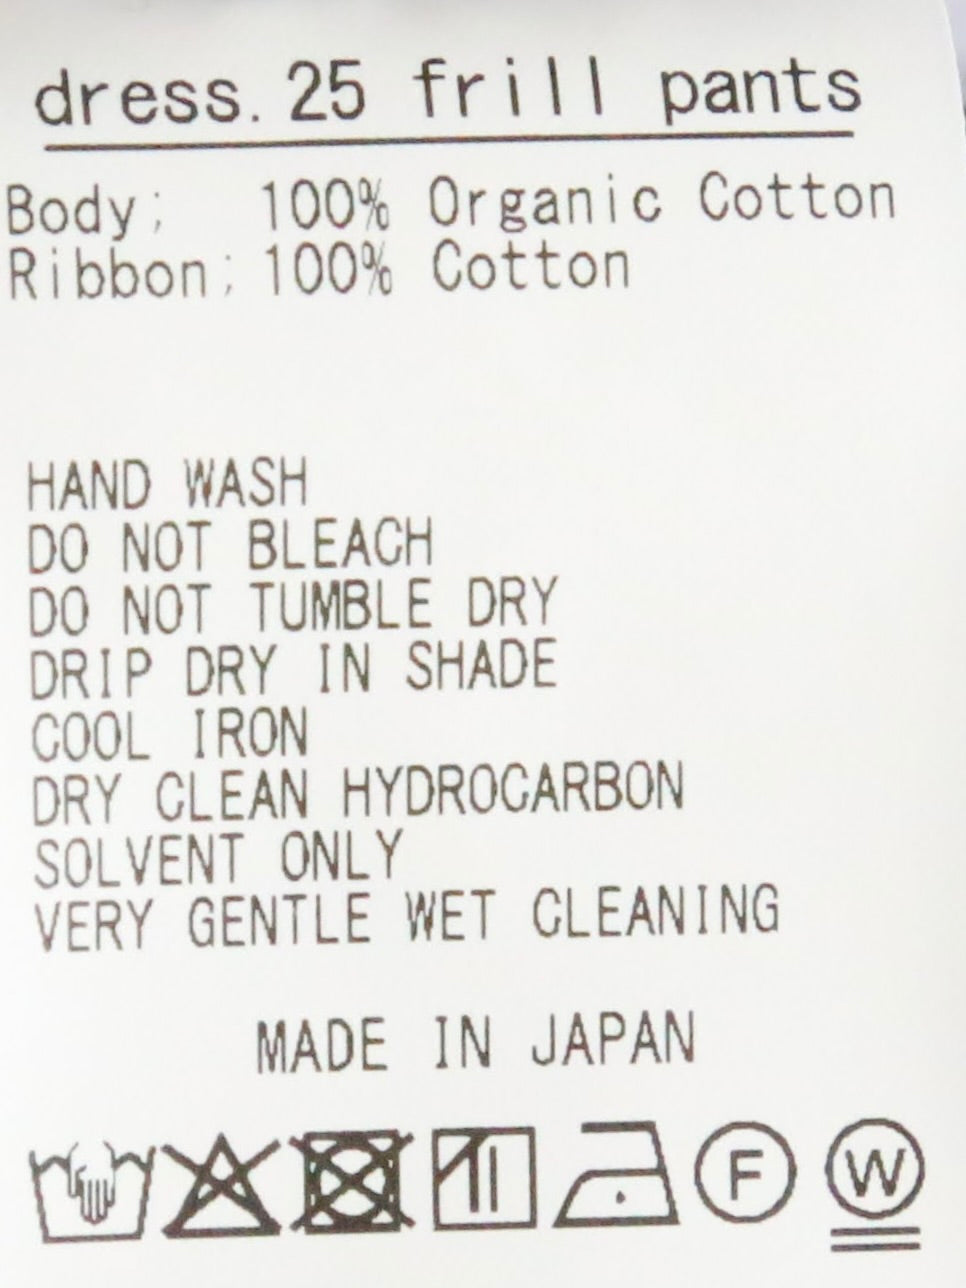 dress. 25 frill pants
Body; 100% Organic Cotton
Ribbon; 100% Cotton
HAND WASH
DO NOT BLEACH
DO NOT TUMBLE DRY
DRIP DRY IN SHADE
COOL IRON
DRY CLEAN HYDROCARBON
SOLVENT ONLY
VERY GENTLE WET CLEANING
MADE IN JAPAN
F W